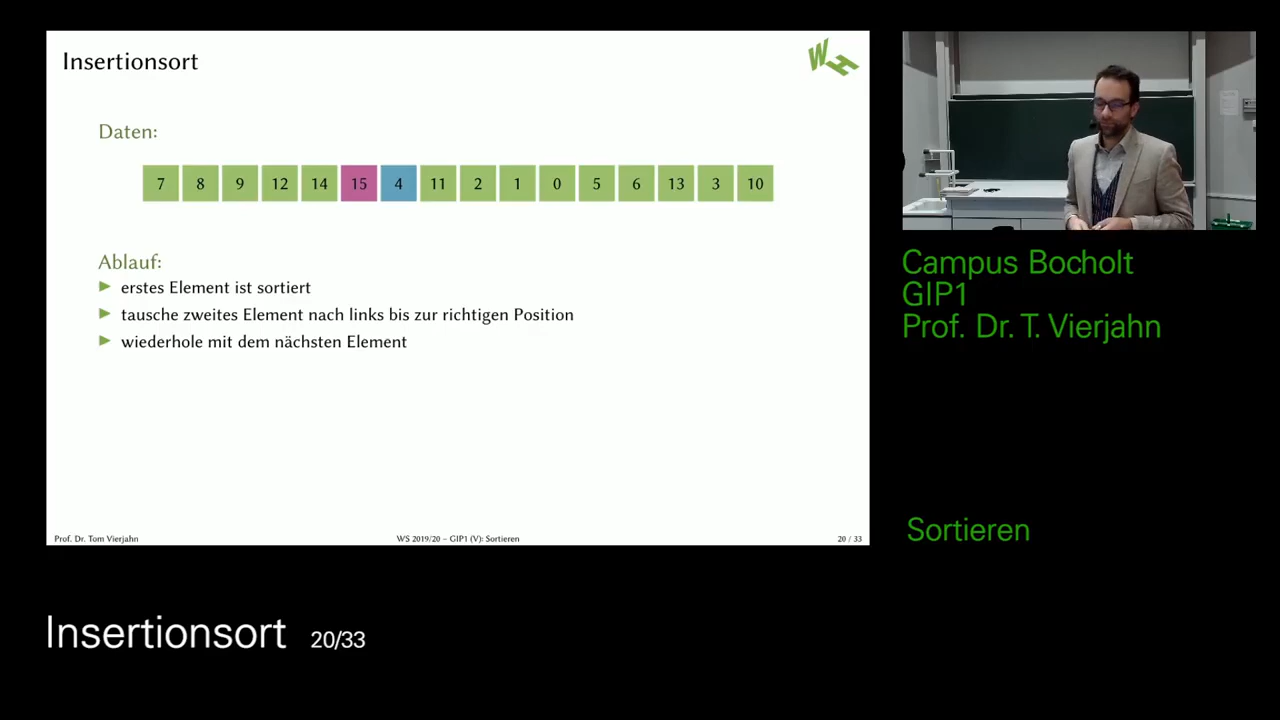 Insertionsort
WH
Daten:
7 8 9 12 14 15 4 11 2 1 0 5 6 13 3 10
Ablauf:
erstes Element ist sortiert
tausche zweites Element nach links bis zur richtigen Position
wiederhole mit dem nächsten Element
Prof. Dr. Tom Vierjahn WS 2019/20 – GIP1 (V): Sortieren 20 / 33
Campus Bocholt
GIP1
Prof. Dr. T. Vierjahn
Sortieren
Insertionsort 20/33